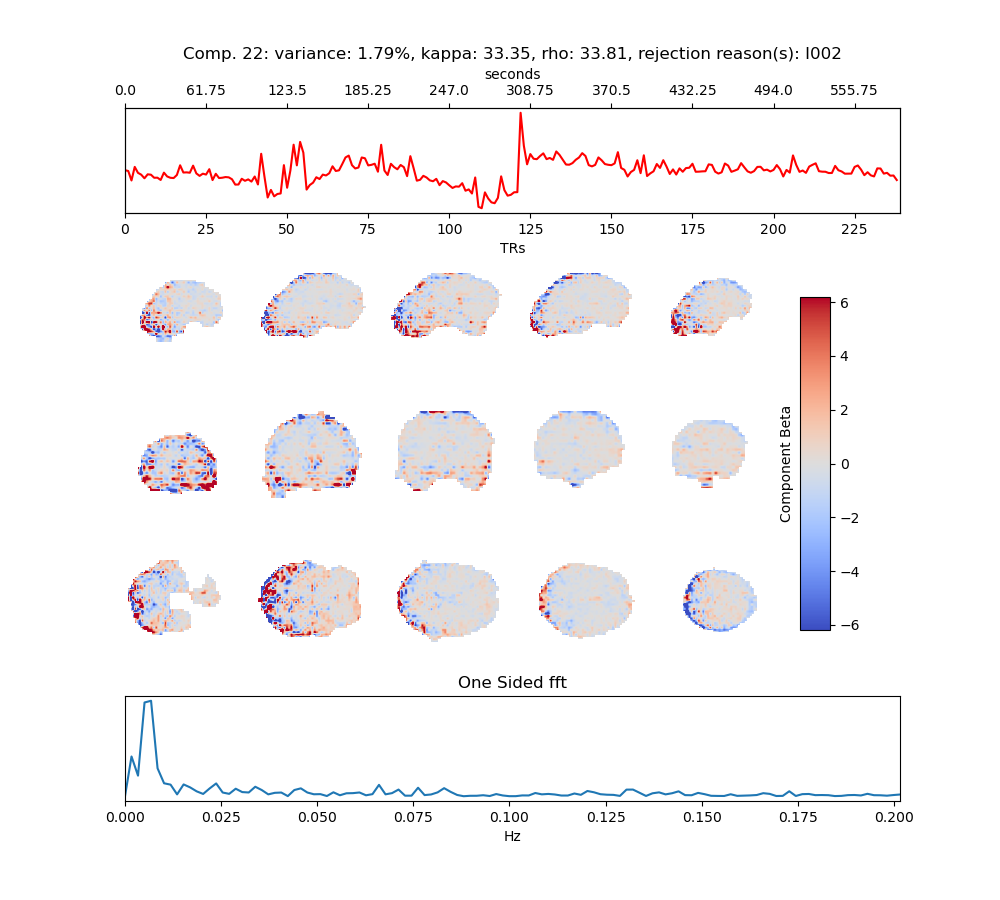 Comp. 22: variance: 1.79%, kappa: 33.35, rho: 33.81, rejection reason(s): I002
seconds
0.0 61.75 123.5 185.25 247.0 308.75 370.5 432.25 494.0 555.75
0 25 50 75 100 125 150 175 200 225
TRs
6
4
2
0
−2
−4
−6
Component Beta
One Sided fft
0.000 0.025 0.050 0.075 0.100 0.125 0.150 0.175 0.200
Hz